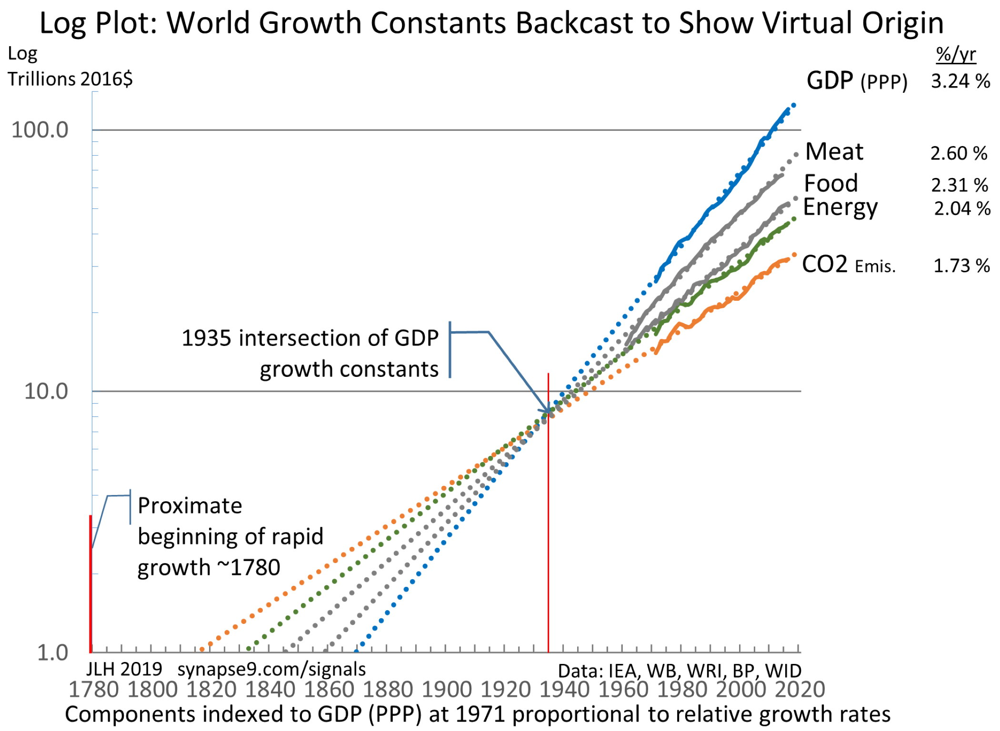 Log Plot: World Growth Constants Backcast to Show Virtual Origin
Log
Trillions 2016$
%/yr
GDP (PPP) 3.24 %
100.0
Meat 2.60 %
Food 2.31 %
Energy 2.04 %
CO2 Emis. 1.73 %
1935 intersection of GDP
growth constants
10.0
Proximate
beginning of rapid
growth ~1780
1.0
JLH 2019 synapse9.com/signals
Data: IEA, WB, WRI, BP, WID
1780 1800 1820 1840 1860 1880 1900 1920 1940 1960 1980 2000 2020
Components indexed to GDP (PPP) at 1971 proportional to relative growth rates